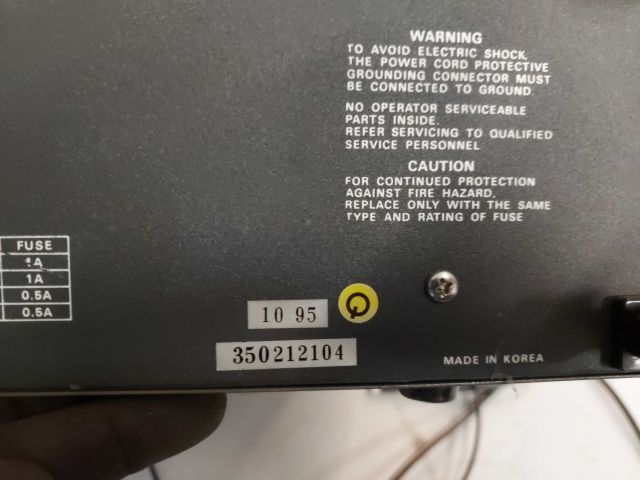 WARNING
TO AVOID ELECTRIC SHOCK,
THE POWER CORD PROTECTIVE
GROUNDING CONNECTOR MUST
BE CONNECTED TO GROUND.
NO OPERATOR SERVICEABLE
PARTS INSIDE.
REFER SERVICING TO QUALIFIED
SERVICE PERSONNEL
CAUTION
FOR CONTINUED PROTECTION
AGAINST FIRE HAZARD,
REPLACE ONLY WITH THE SAME
TYPE AND RATING OF FUSE
FUSE
1A
1A
0.5A
0.5A
10 95
Q
350212104
MADE IN KOREA